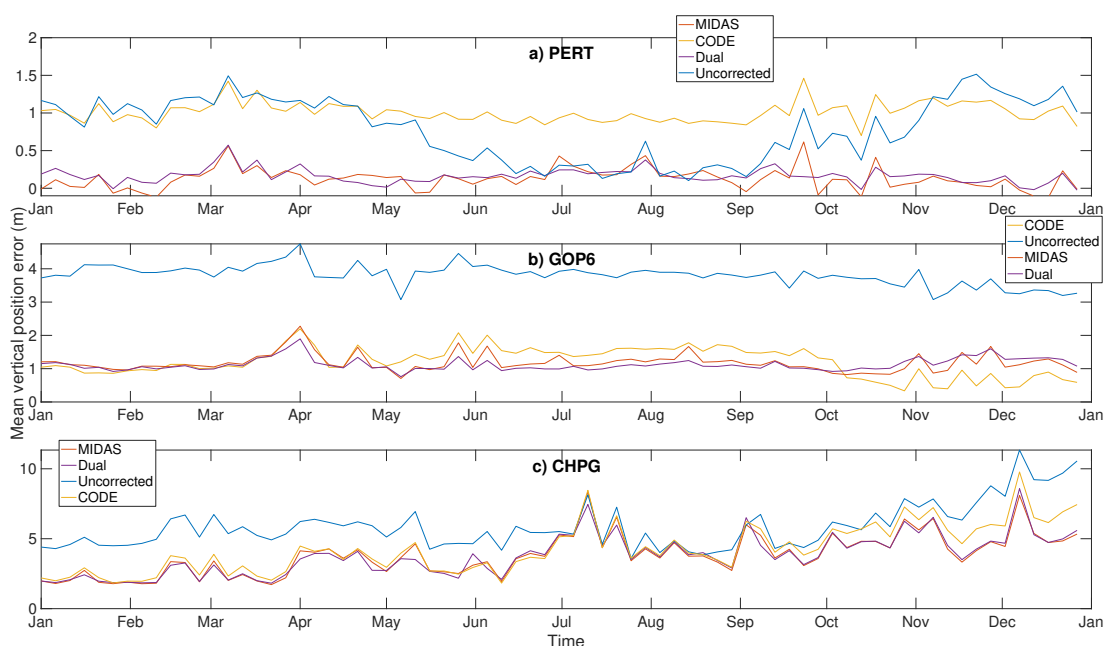 MIDAS
CODE
Dual
Uncorrected
a) PERT
2
1.5
1
0.5
0
Jan Feb Mar Apr May Jun Jul Aug Sep Oct Nov Dec Jan
Mean vertical position error (m)
CODE
Uncorrected
MIDAS
Dual
b) GOP6
4
3
2
1
0
Jan Feb Mar Apr May Jun Jul Aug Sep Oct Nov Dec Jan
MIDAS
Dual
Uncorrected
CODE
c) CHPG
10
5
0
Jan Feb Mar Apr May Jun Jul Aug Sep Oct Nov Dec Jan
Time